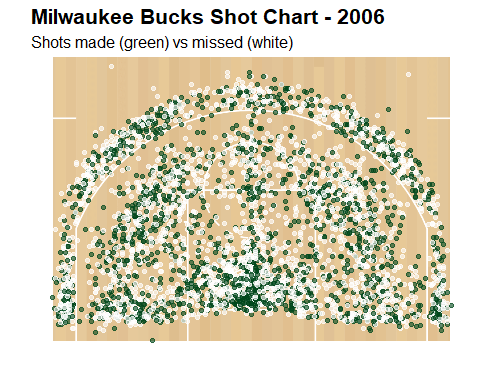 Milwaukee Bucks Shot Chart - 2006
Shots made (green) vs missed (white)